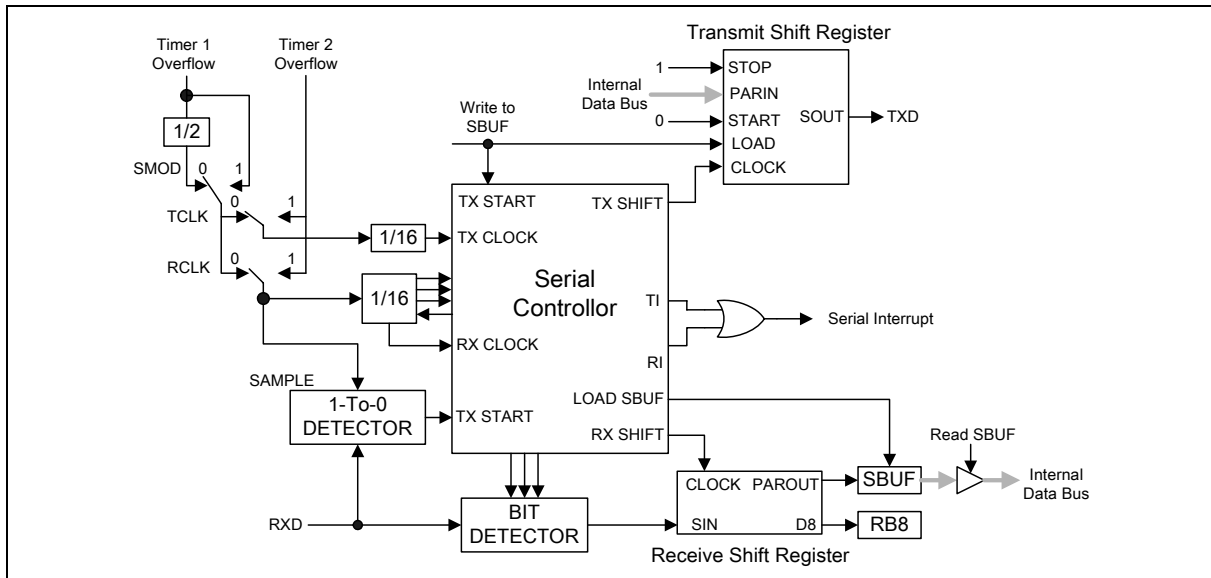 Timer 1
Overflow
Timer 2
Overflow
1/2
SMOD
0
1
TCLK
0
1
RCLK
0
1
1/16
1/16
SAMPLE
1-To-0
DETECTOR
RXD
Write to
SBUF
Internal
Data Bus
1
0
Transmit Shift Register
STOP
PARIN
START
LOAD
CLOCK
SOUT
TXD
TX START
TX SHIFT
TX CLOCK
Serial
Controllor
TI
RI
Serial Interrupt
RX CLOCK
TX START
LOAD SBUF
RX SHIFT
BIT
DETECTOR
CLOCK
PAROUT
SIN
D8
Receive Shift Register
SBUF
RB8
Read SBUF
Internal
Data Bus